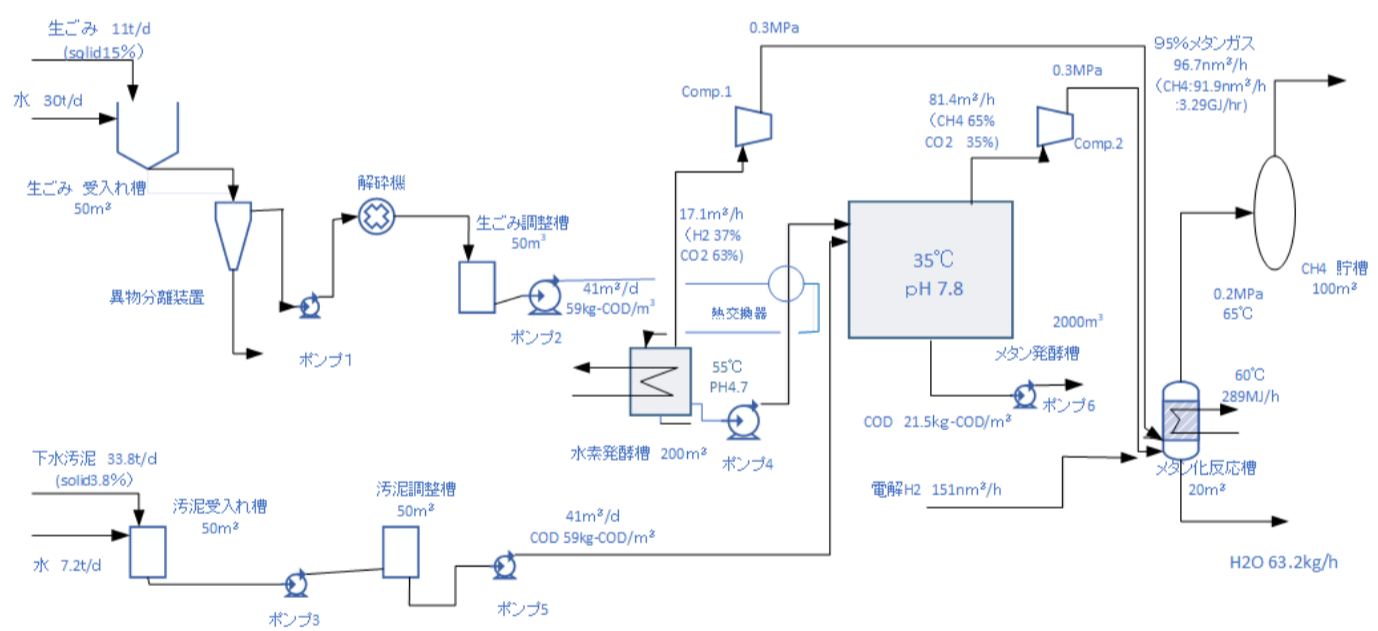 生ごみ 11t/d
(solid15%)
水 30t/d
生ごみ 受入れ槽
50m³
異物分離装置
ポンプ1
解砕機
生ごみ調整槽
50m³
ポンプ2
41m³/d
59kg-COD/m³
Comp.1
0.3MPa
17.1m³/h
(H2 37%
CO2 63%)
熱交換器
55℃
PH4.7
水素発酵槽 200m³
ポンプ4
81.4m³/h
(CH4 65%
CO2 35%)
0.3MPa
Comp.2
35℃
pH 7.8
2000m³
メタン発酵槽
COD 21.5kg-COD/m³
ポンプ6
95%メタンガス
96.7nm³/h
(CH4:91.9nm³/h
:3.29GJ/hr)
CH4 貯槽
100m³
0.2MPa
65℃
60℃
289MJ/h
メタン化反応槽
20m³
電解H2 151nm³/h
H2O 63.2kg/h
下水汚泥 33.8t/d
(solid3.8%)
水 7.2t/d
汚泥受入れ槽
50m³
ポンプ3
汚泥調整槽
50m³
ポンプ5
41m³/d
COD 59kg-COD/m³